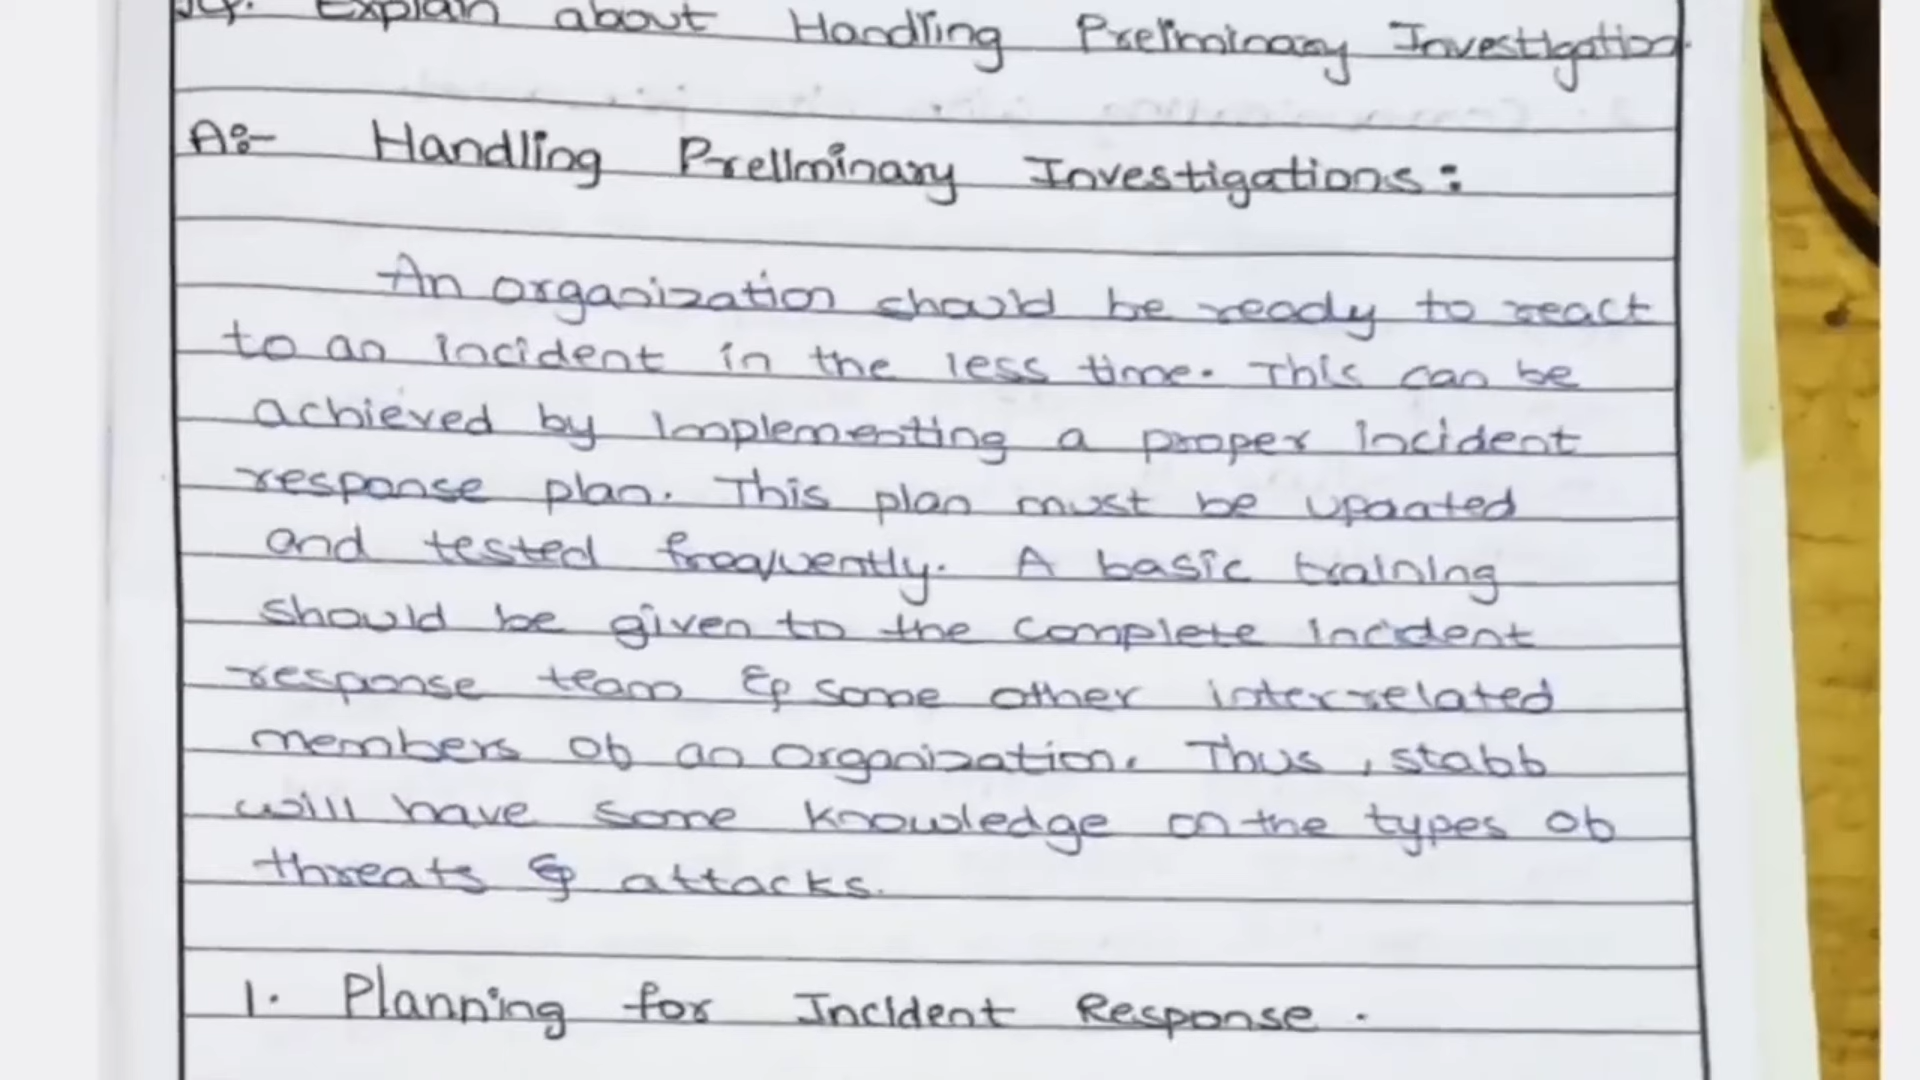 Explain about Handling Preliminary Investigation.
A:- Handling Preliminary Investigations:
An organization should be ready to react
to an incident in the less time. This can be
achieved by Implementing a proper incident
response plan. This plan must be updated
and tested frequently. A basic training
should be given to the complete incident
response team & some other interrelated
members of an organization. Thus, staff
will have some knowledge on the types of
threats & attacks.
1. Planning for Incident Response.